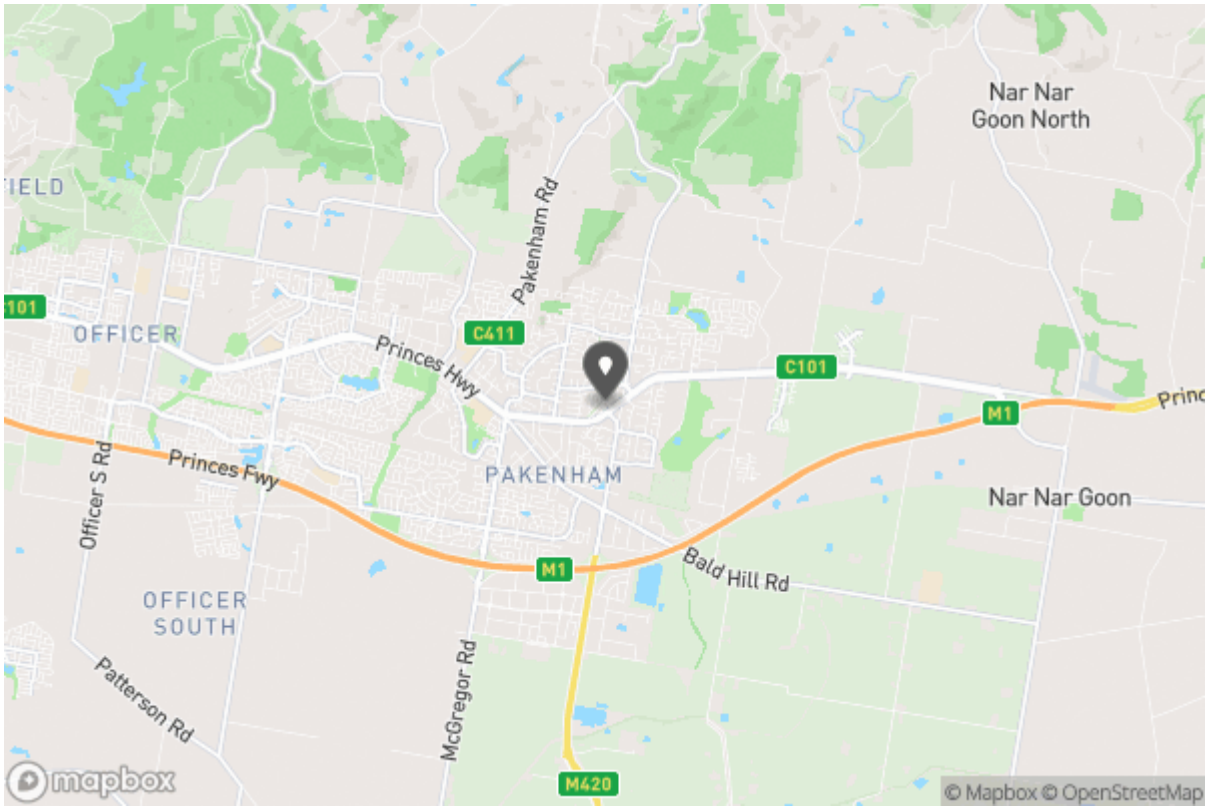 Nar Nar
Goon North
FIELD
Pakenham Rd
C101
OFFICER
C411
Princes Hwy
C101
Princ
M1
PAKENHAM
Princes Fwy
Officer S Rd
Nar Nar Goon
M1
Bald Hill Rd
OFFICER
SOUTH
McGregor Rd
Patterson Rd
M420
mapbox
© Mapbox © OpenStreetMap